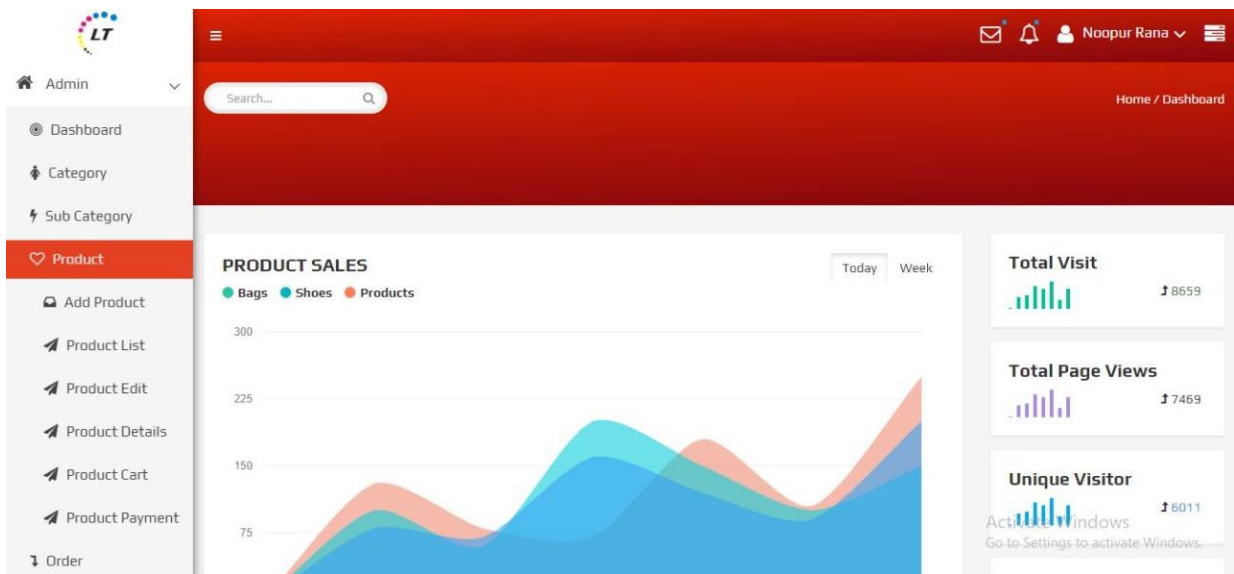 LT
Admin
Dashboard
Category
Sub Category
Product
Add Product
Product List
Product Edit
Product Details
Product Cart
Product Payment
Order
Noopur Rana
Search...
Home / Dashboard
PRODUCT SALES
Today Week
Bags Shoes Products
300
225
150
75
Total Visit
8659
Total Page Views
7469
Unique Visitor
6011
Activate Windows
Go to Settings to activate Windows.